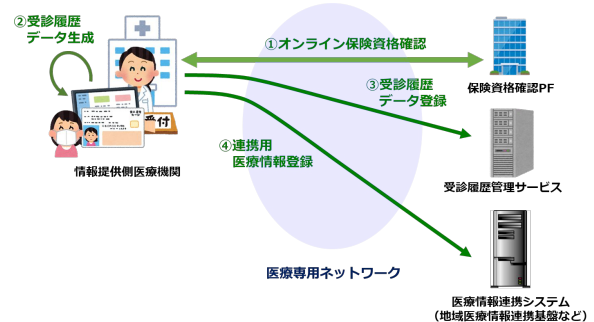 ②受診履歴
データ生成
①オンライン保険資格確認
保険資格確認PF
③受診履歴
データ登録
受付
④連携用
医療情報登録
情報提供側医療機関
受診履歴管理サービス
医療専用ネットワーク
医療情報連携システム
（地域医療情報連携基盤など）